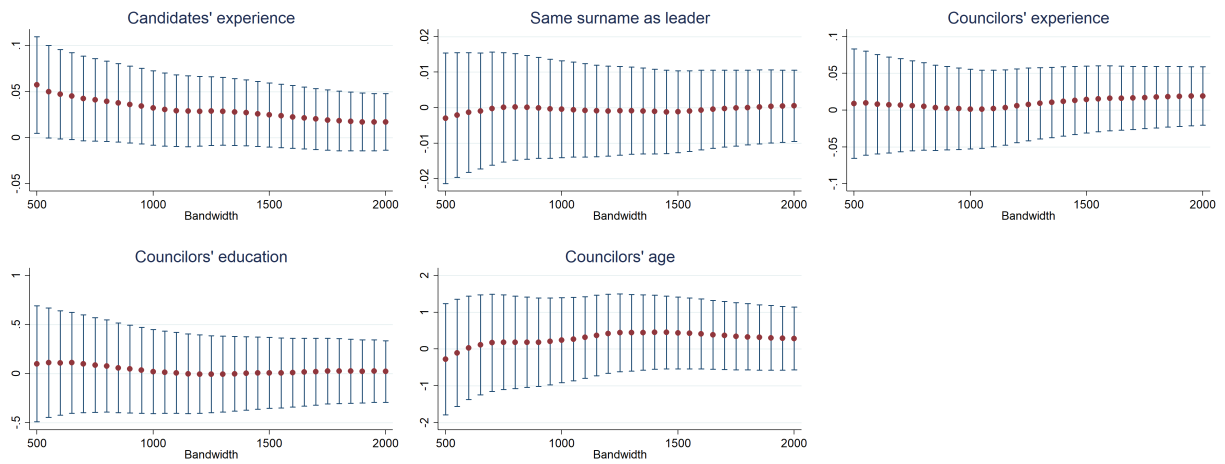 Candidates' experience
.1
.05
0
-.05
500 1000 1500 2000
Bandwidth
Same surname as leader
.02
.01
0
-.01
-.02
500 1000 1500 2000
Bandwidth
Councilors' experience
.1
.05
0
-.05
-.1
500 1000 1500 2000
Bandwidth
Councilors' education
1
.5
0
-.5
500 1000 1500 2000
Bandwidth
Councilors' age
2
1
0
-1
-2
500 1000 1500 2000
Bandwidth